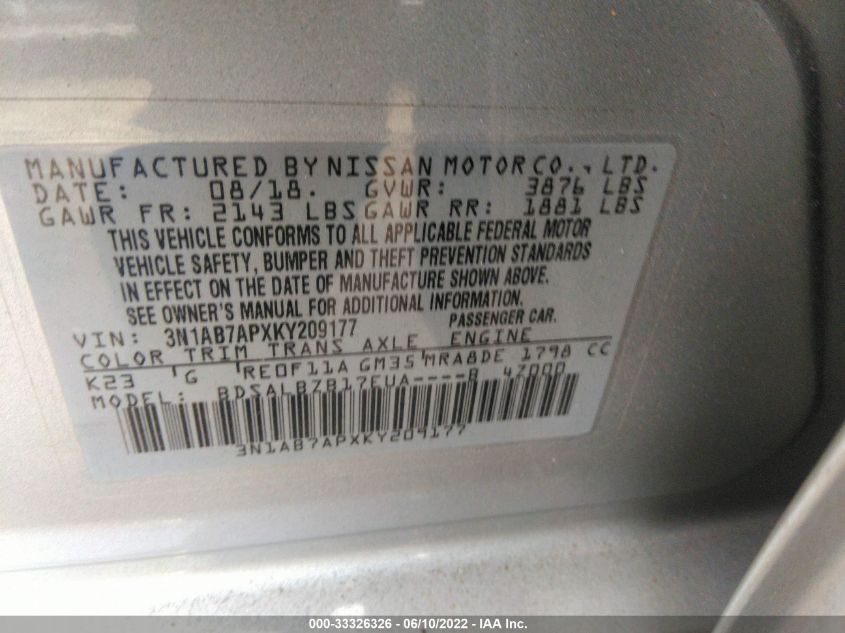 MANUFACTURED BY NISSAN MOTOR CO., LTD.
DATE: 08/18. GVWR: 3876 LBS
GAWR FR: 2143 LBS GAWR RR: 1881 LBS
THIS VEHICLE CONFORMS TO ALL APPLICABLE FEDERAL MOTOR
VEHICLE SAFETY, BUMPER AND THEFT PREVENTION STANDARDS
IN EFFECT ON THE DATE OF MANUFACTURE SHOWN ABOVE.
SEE OWNER'S MANUAL FOR ADDITIONAL INFORMATION.
VIN: 3N1AB7APXKY209177 PASSENGER CAR.
COLOR TRIM TRANS AXLE ENGINE
K23 G RE0F11A GM35 MRA8DE 1798 CC
MODEL: BDSALBZB17EUA----B 4Z000
3N1AB7APXKY209177
000-33326326 - 06/10/2022 - IAA Inc.